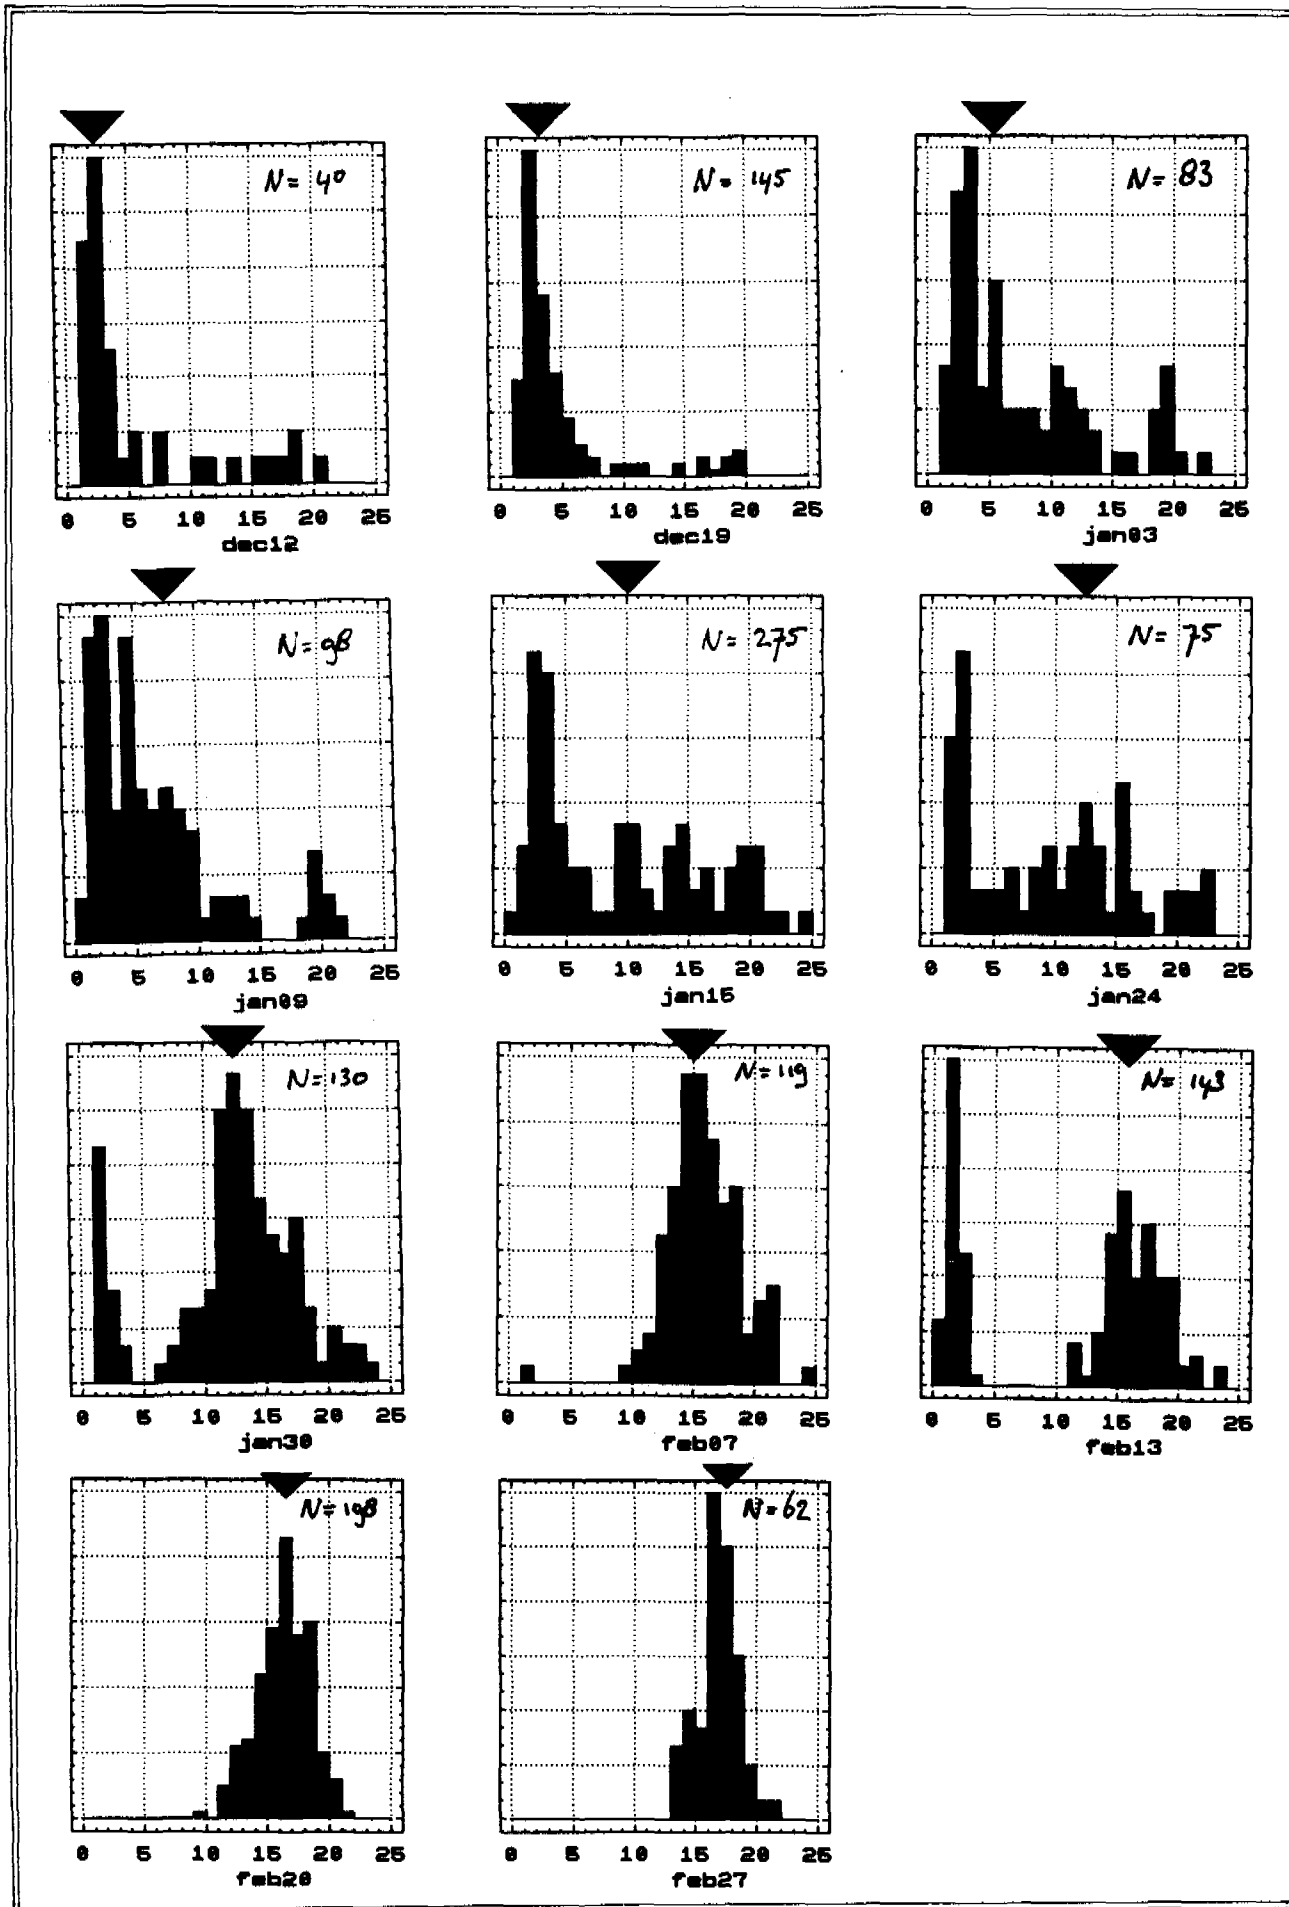 N= 40 N= 145 N= 83
0 5 10 15 20 25 0 5 10 15 20 25 0 5 10 15 20 25
dec12 dec19 jan03
N= 98 N= 275 N= 75
0 5 10 15 20 25 0 5 10 15 20 25 0 5 10 15 20 25
jan09 jan15 jan24
N= 130 N= 119 N= 143
0 5 10 15 20 25 0 5 10 15 20 25 0 5 10 15 20 25
jan30 feb07 feb13
N= 198 N= 62
0 5 10 15 20 25 0 5 10 15 20 25
feb20 feb27